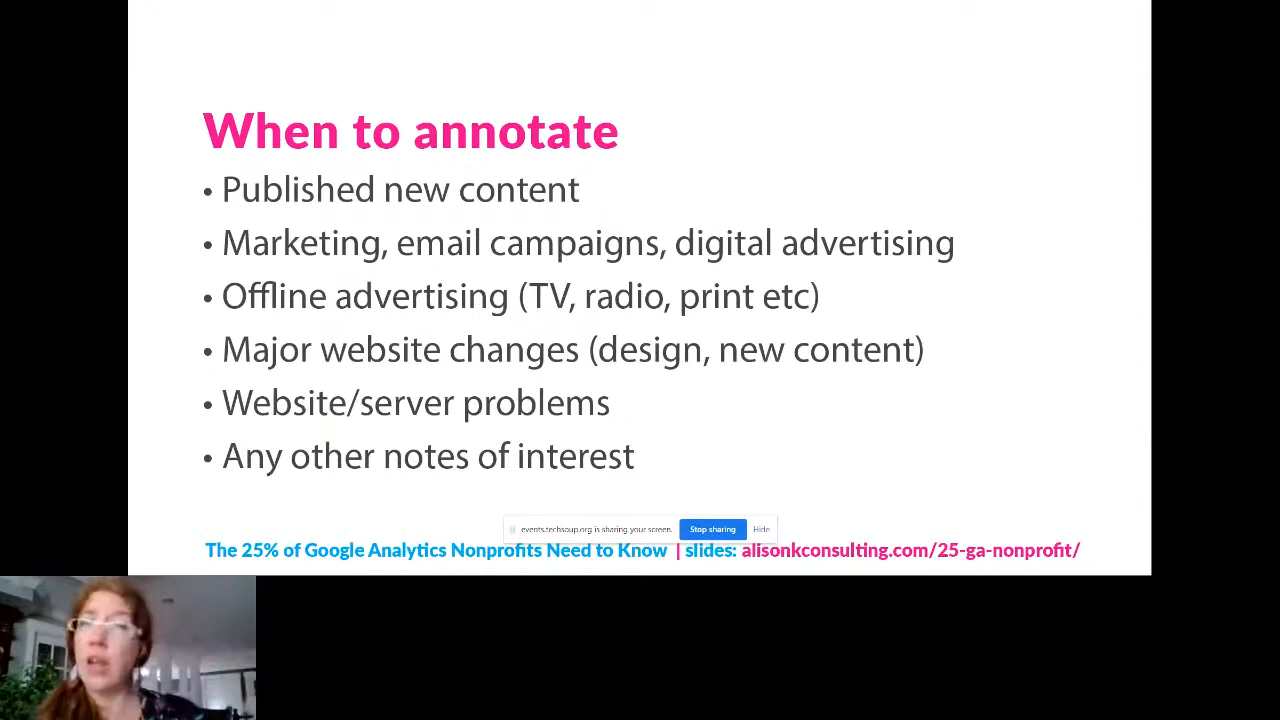 When to annotate
• Published new content
• Marketing, email campaigns, digital advertising
• Offline advertising (TV, radio, print etc)
• Major website changes (design, new content)
• Website/server problems
• Any other notes of interest
events.techsoup.org is sharing your screen. Stop sharing Hide
The 25% of Google Analytics Nonprofits Need to Know | slides: alisonkconsulting.com/25-ga-nonprofit/